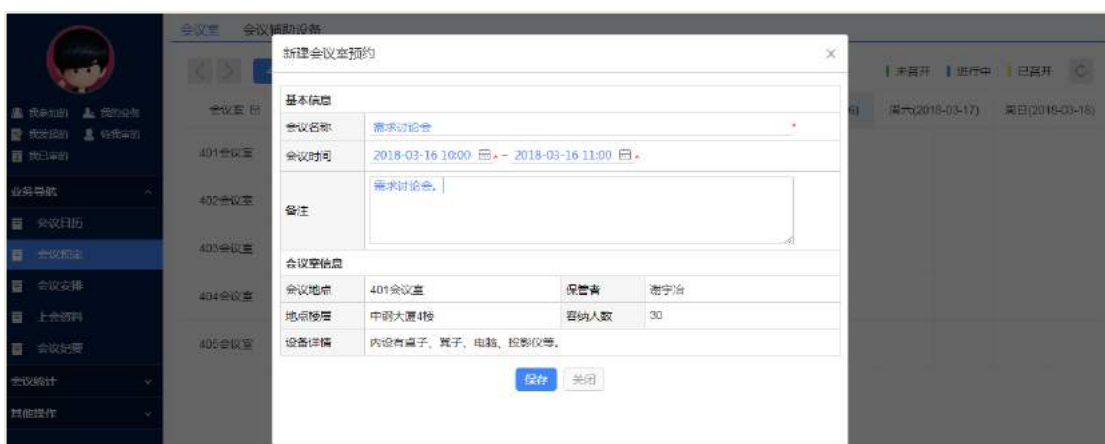 会议室 会议辅助设备
新建会议室预约
未召开 进行中 已召开
会议室
周六(2018-03-17) 周日(2018-03-18)
我参加的 我的设备
我发起的 待我审的
我已审的
业务导航
会议日历
会议预定
会议安排
上会资料
会议纪要
会议统计
其他操作
401会议室
402会议室
403会议室
404会议室
405会议室
基本信息
会议名称 需求讨论会 *
会议时间 2018-03-16 10:00 * - 2018-03-16 11:00 *
备注 需求讨论会。
会议室信息
会议地点 401会议室 保管者 谢宇冶
地点楼层 中钢大厦4楼 容纳人数 30
设备详情 内设有桌子、凳子、电脑、投影仪等。
保存 关闭